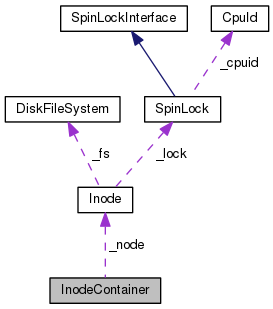 SpinLockInterface
CpuId
_cpuid
DiskFileSystem
SpinLock
_fs
_lock
Inode
_node
InodeContainer